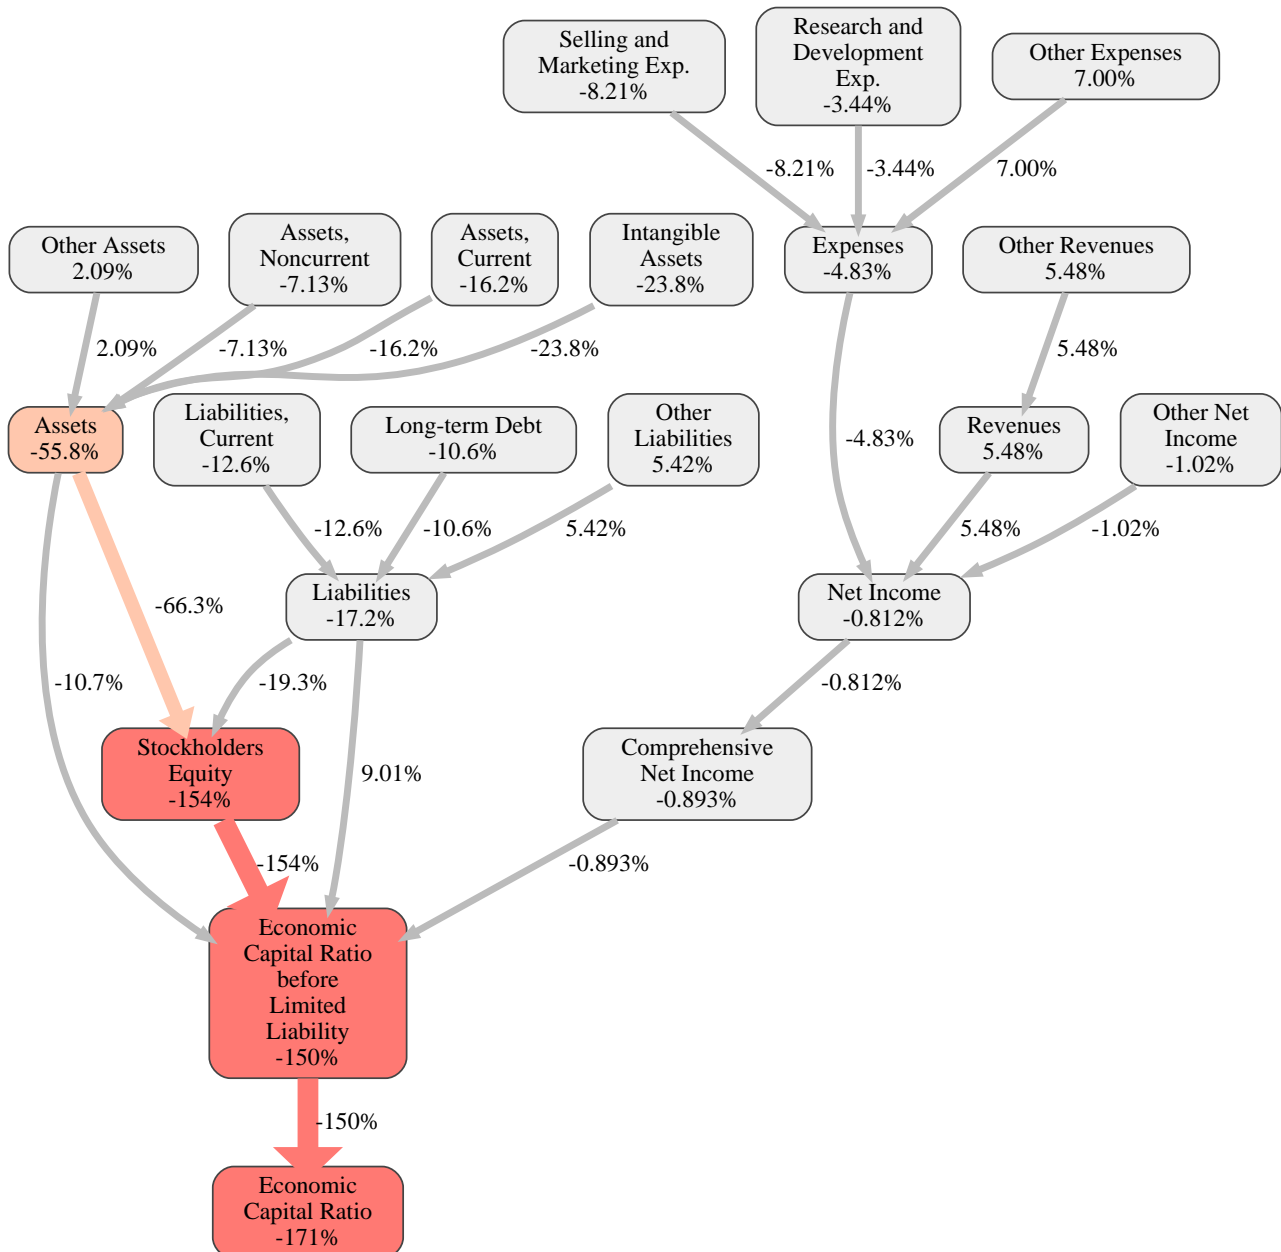 Selling and
Marketing Exp.
-8.21%
Research and
Development
Exp.
-3.44%
Other Expenses
7.00%
-8.21%
-3.44%
7.00%
Other Assets
2.09%
Assets,
Noncurrent
-7.13%
Assets,
Current
-16.2%
Intangible
Assets
-23.8%
Expenses
-4.83%
Other Revenues
5.48%
2.09%
-7.13%
-16.2%
-23.8%
5.48%
Assets
-55.8%
Liabilities,
Current
-12.6%
Long-term Debt
-10.6%
Other
Liabilities
5.42%
-4.83%
Revenues
5.48%
Other Net
Income
-1.02%
-12.6%
-10.6%
5.42%
5.48%
-1.02%
-66.3%
Liabilities
-17.2%
Net Income
-0.812%
-10.7%
-19.3%
-0.812%
Stockholders
Equity
-154%
9.01%
Comprehensive
Net Income
-0.893%
-154%
-0.893%
Economic
Capital Ratio
before
Limited
Liability
-150%
-150%
Economic
Capital Ratio
-171%